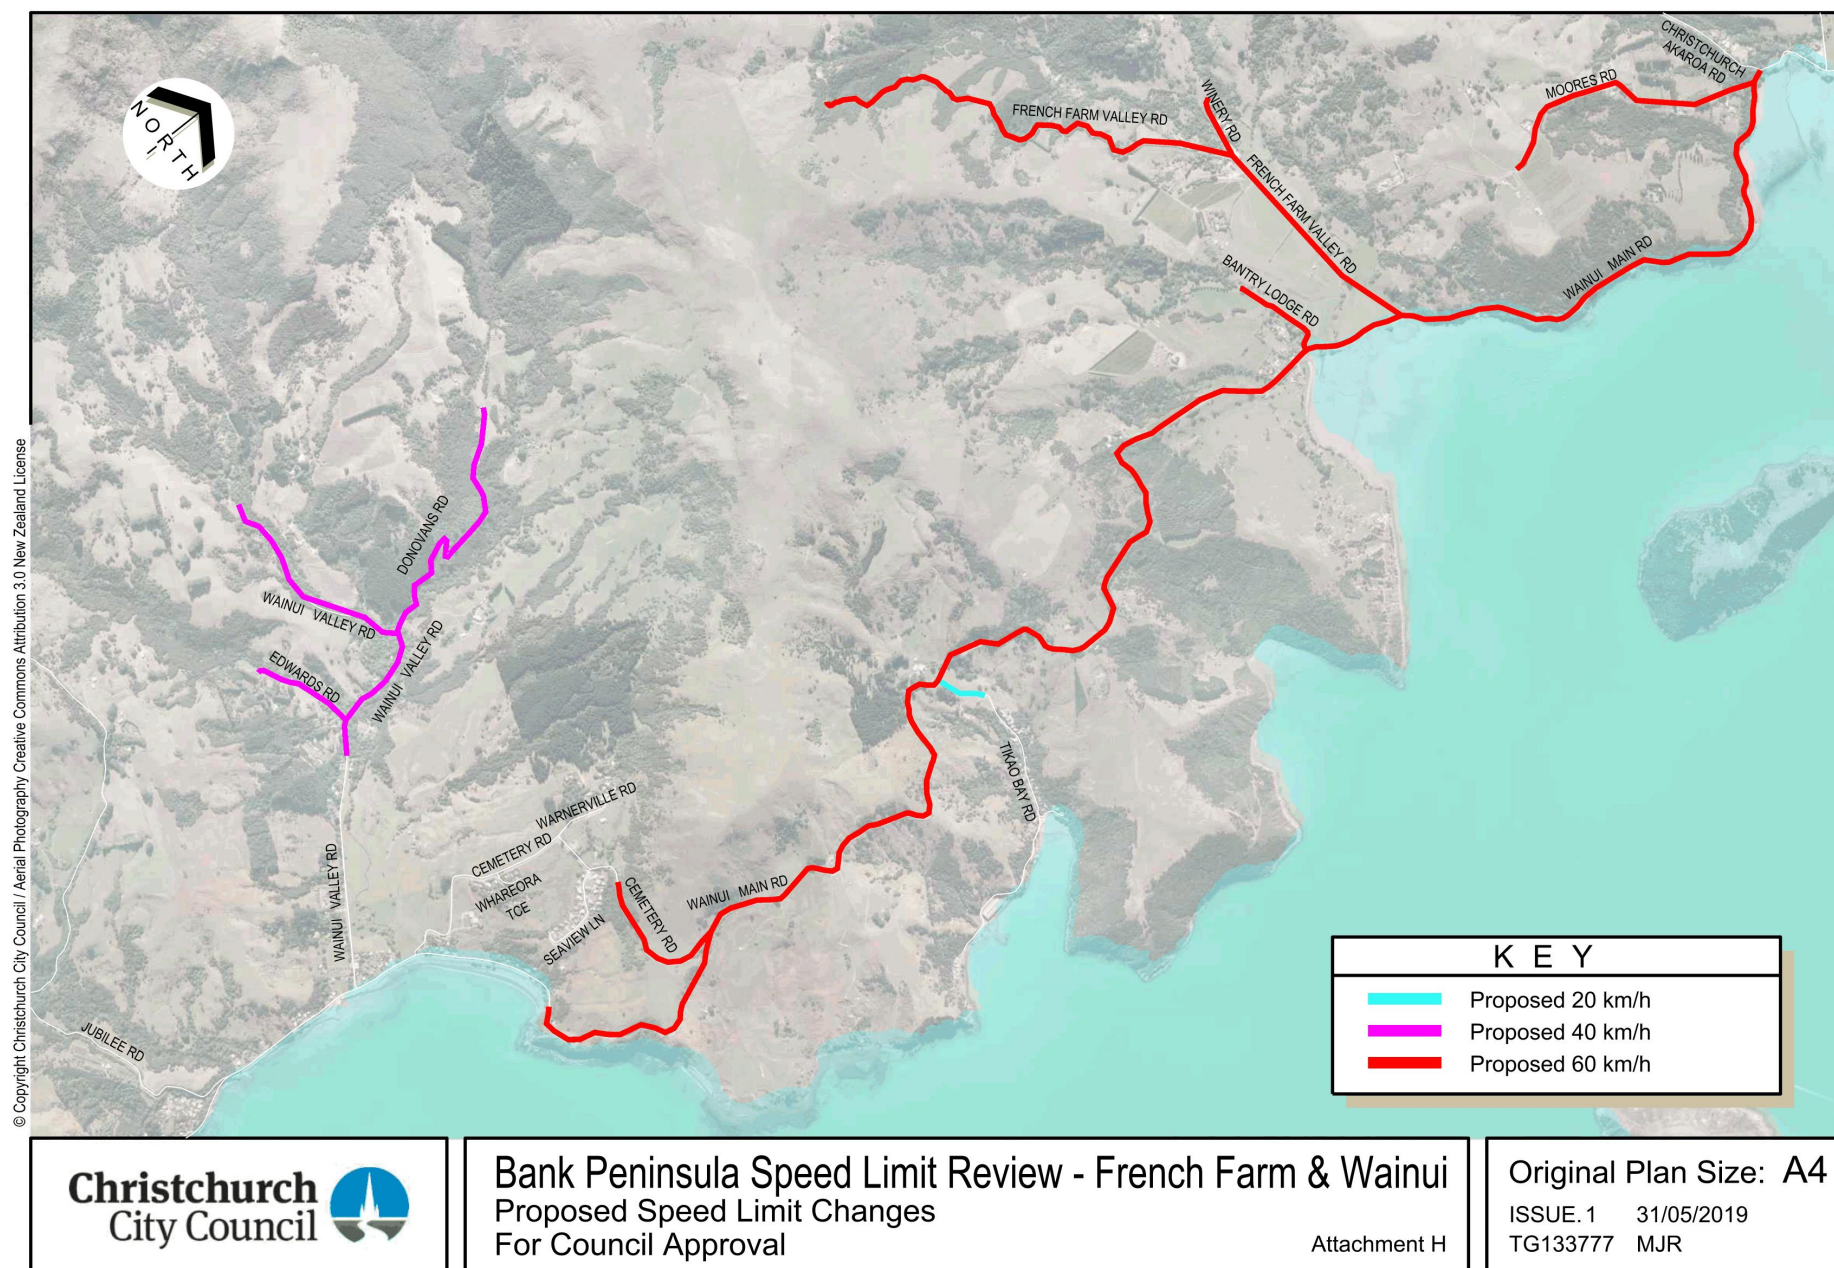 CHRISTCHURCH
AKAROA RD
MOORES RD
WINERY RD
FRENCH FARM VALLEY RD
FRENCH FARM VALLEY RD
NORTH
WAINUI MAIN RD
BANTRY LODGE RD
DONOVANS RD
WAINUI VALLEY RD
WAINUI VALLEY RD
EDWARDS RD
TIKAO BAY RD
WARNERVILLE RD
CEMETERY RD
WHAREORA
TCE
CEMETERY RD
WAINUI MAIN RD
SEAVIEW LN
WAINUI VALLEY RD
JUBILEE RD
© Copyright Christchurch City Council / Aerial Photography Creative Commons Attribution 3.0 New Zealand License
KEY
Proposed 20 km/h
Proposed 40 km/h
Proposed 60 km/h
Christchurch
City Council
Bank Peninsula Speed Limit Review - French Farm & Wainui
Proposed Speed Limit Changes
For Council Approval
Attachment H
Original Plan Size: A4
ISSUE.1 31/05/2019
TG133777 MJR